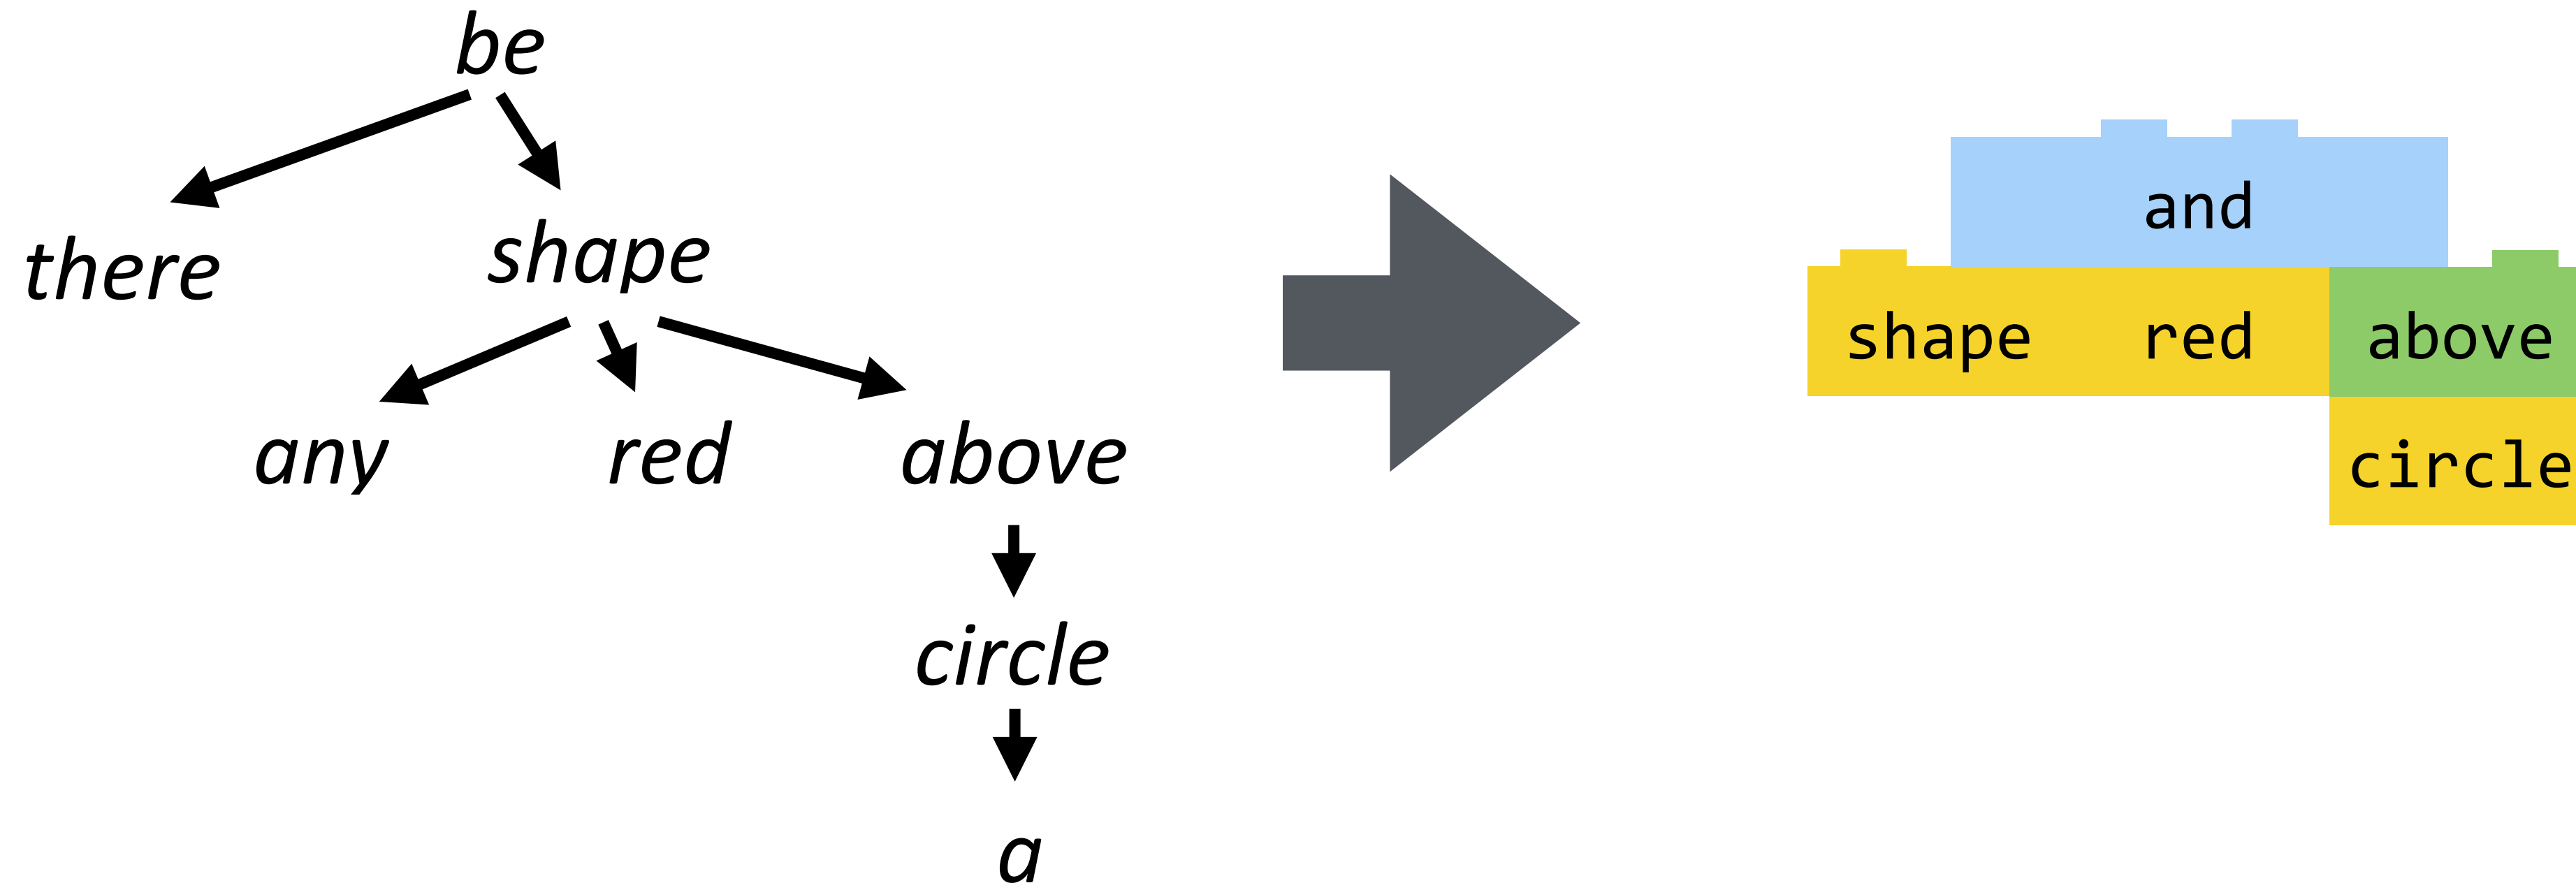 be
there shape
any red above
circle
a
and
shape red above
circle